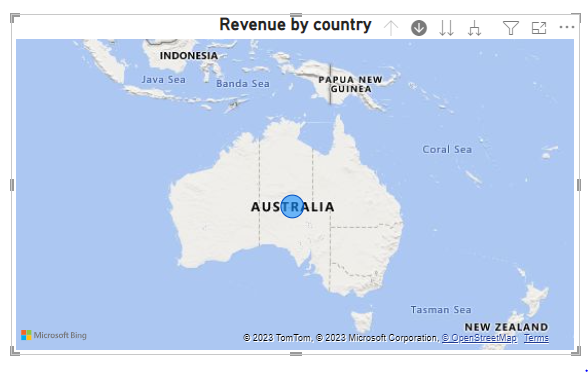 Revenue by country
INDONESIA
Java Sea
Banda Sea
PAPUA NEW
GUINEA
Coral Sea
AUSTRALIA
Tasman Sea
NEW ZEALAND
Microsoft Bing
© 2023 TomTom, © 2023 Microsoft Corporation, © OpenStreetMap Terms